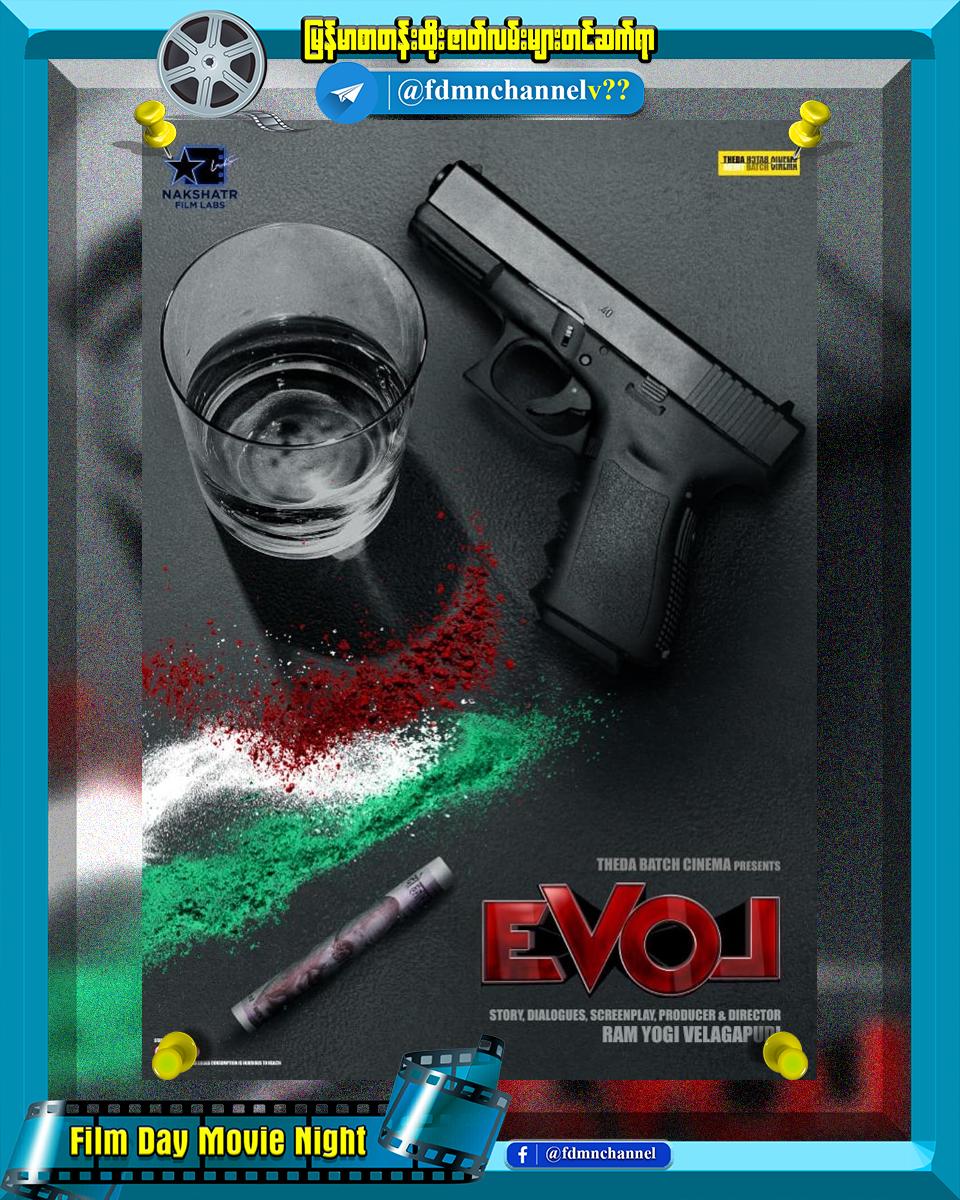 မြန်မာစာတန်းထိုးဇာတ်လမ်းများတင်ဆက်ရာ
@fdmnchannelv??
NAKSHATR
FILM LABS
THEDA BATCH CINEMA
40
THEDA BATCH CINEMA PRESENTS
EVOL
STORY, DIALOGUES, SCREENPLAY, PRODUCER & DIRECTOR
RAM YOGI VELAGAPUDI
Film Day Movie Night
f @fdmnchannel